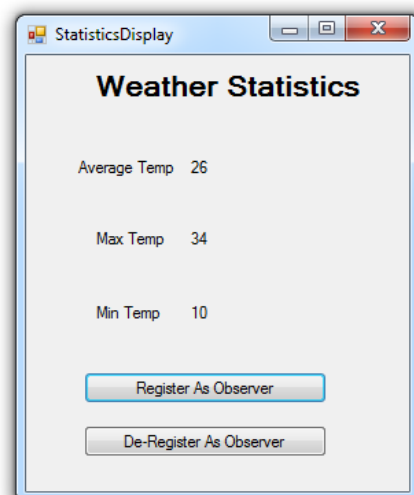 StatisticsDisplay
Weather Statistics
Average Temp 26
Max Temp 34
Min Temp 10
Register As Observer
De-Register As Observer